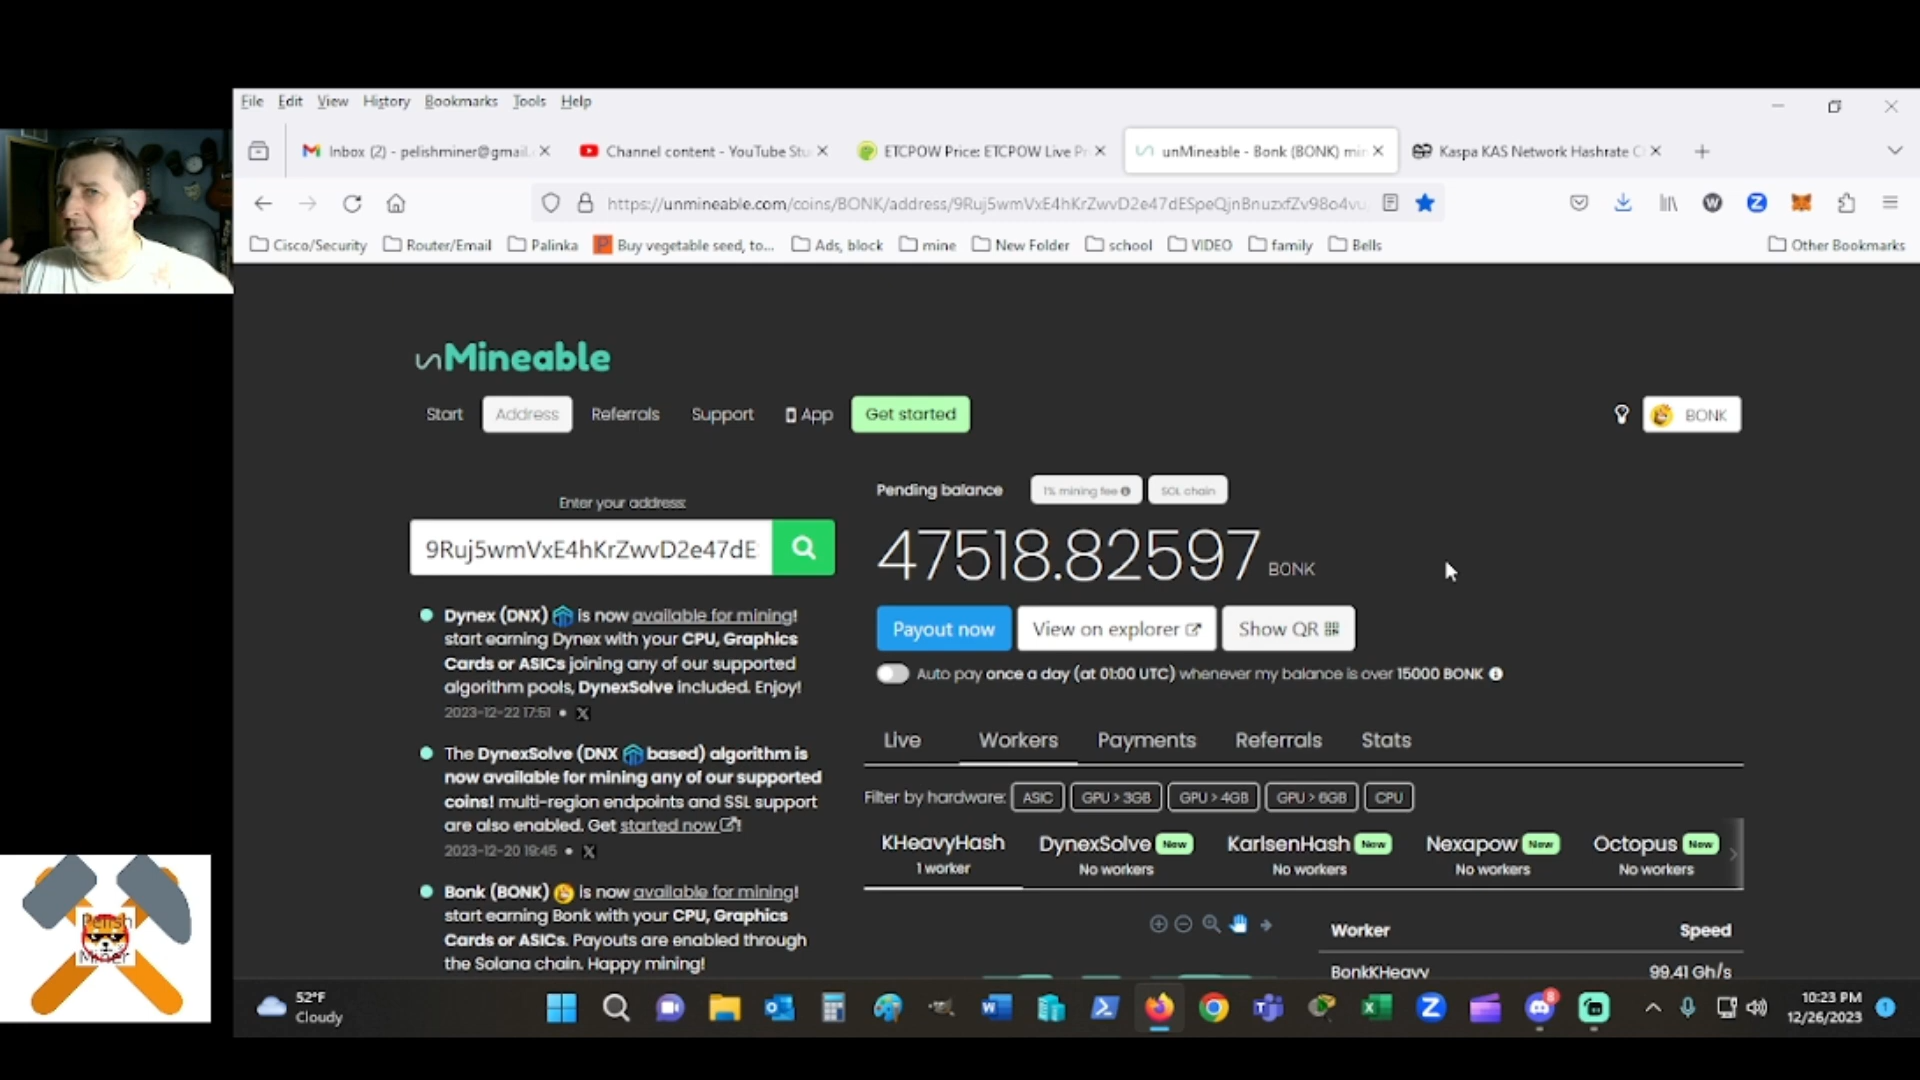 File Edit View History Bookmarks Tools Help
Inbox (2) - pelishminer@gmail.
Channel content - YouTube Stu
ETCPOW Price: ETCPOW Live Pr
unMineable - Bonk (BONK) min
Kaspa KAS Network Hashrate C
https://unmineable.com/coins/BONK/address/9Ruj5wmVxE4hKrZwvD2e47dESpeQjnBnuzxfZv98o4vu
Cisco/Security Router/Email Palinka Buy vegetable seed, to... Ads, block mine New Folder school VIDEO family Bells Other Bookmarks
unMineable
Start Address Referrals Support App Get started BONK
Enter your address:
9Ruj5wmVxE4hKrZwvD2e47dE
Dynex (DNX) is now available for mining!
start earning Dynex with your CPU, Graphics
Cards or ASICs joining any of our supported
algorithm pools, DynexSolve included. Enjoy!
2023-12-22 17:51 • X
The DynexSolve (DNX based) algorithm is
now available for mining any of our supported
coins! multi-region endpoints and SSL support
are also enabled. Get started now !
2023-12-20 19:45 • X
Bonk (BONK) is now available for mining!
start earning Bonk with your CPU, Graphics
Cards or ASICs. Payouts are enabled through
the Solana chain. Happy mining!
Pending balance 1% mining fee SOL chain
47518.82597 BONK
Payout now View on explorer Show QR
Auto pay once a day (at 01:00 UTC) whenever my balance is over 15000 BONK
Live Workers Payments Referrals Stats
Filter by hardware: ASIC GPU > 3GB GPU > 4GB GPU > 6GB CPU
KHeavyHash DynexSolve New KarlsenHash New Nexapow New Octopus New
1 worker No workers No workers No workers No workers
Worker Speed
BonkKHeavy 99.41 Gh/s
Pelish
Miner
52°F
Cloudy
8
10:23 PM
12/26/2023
1